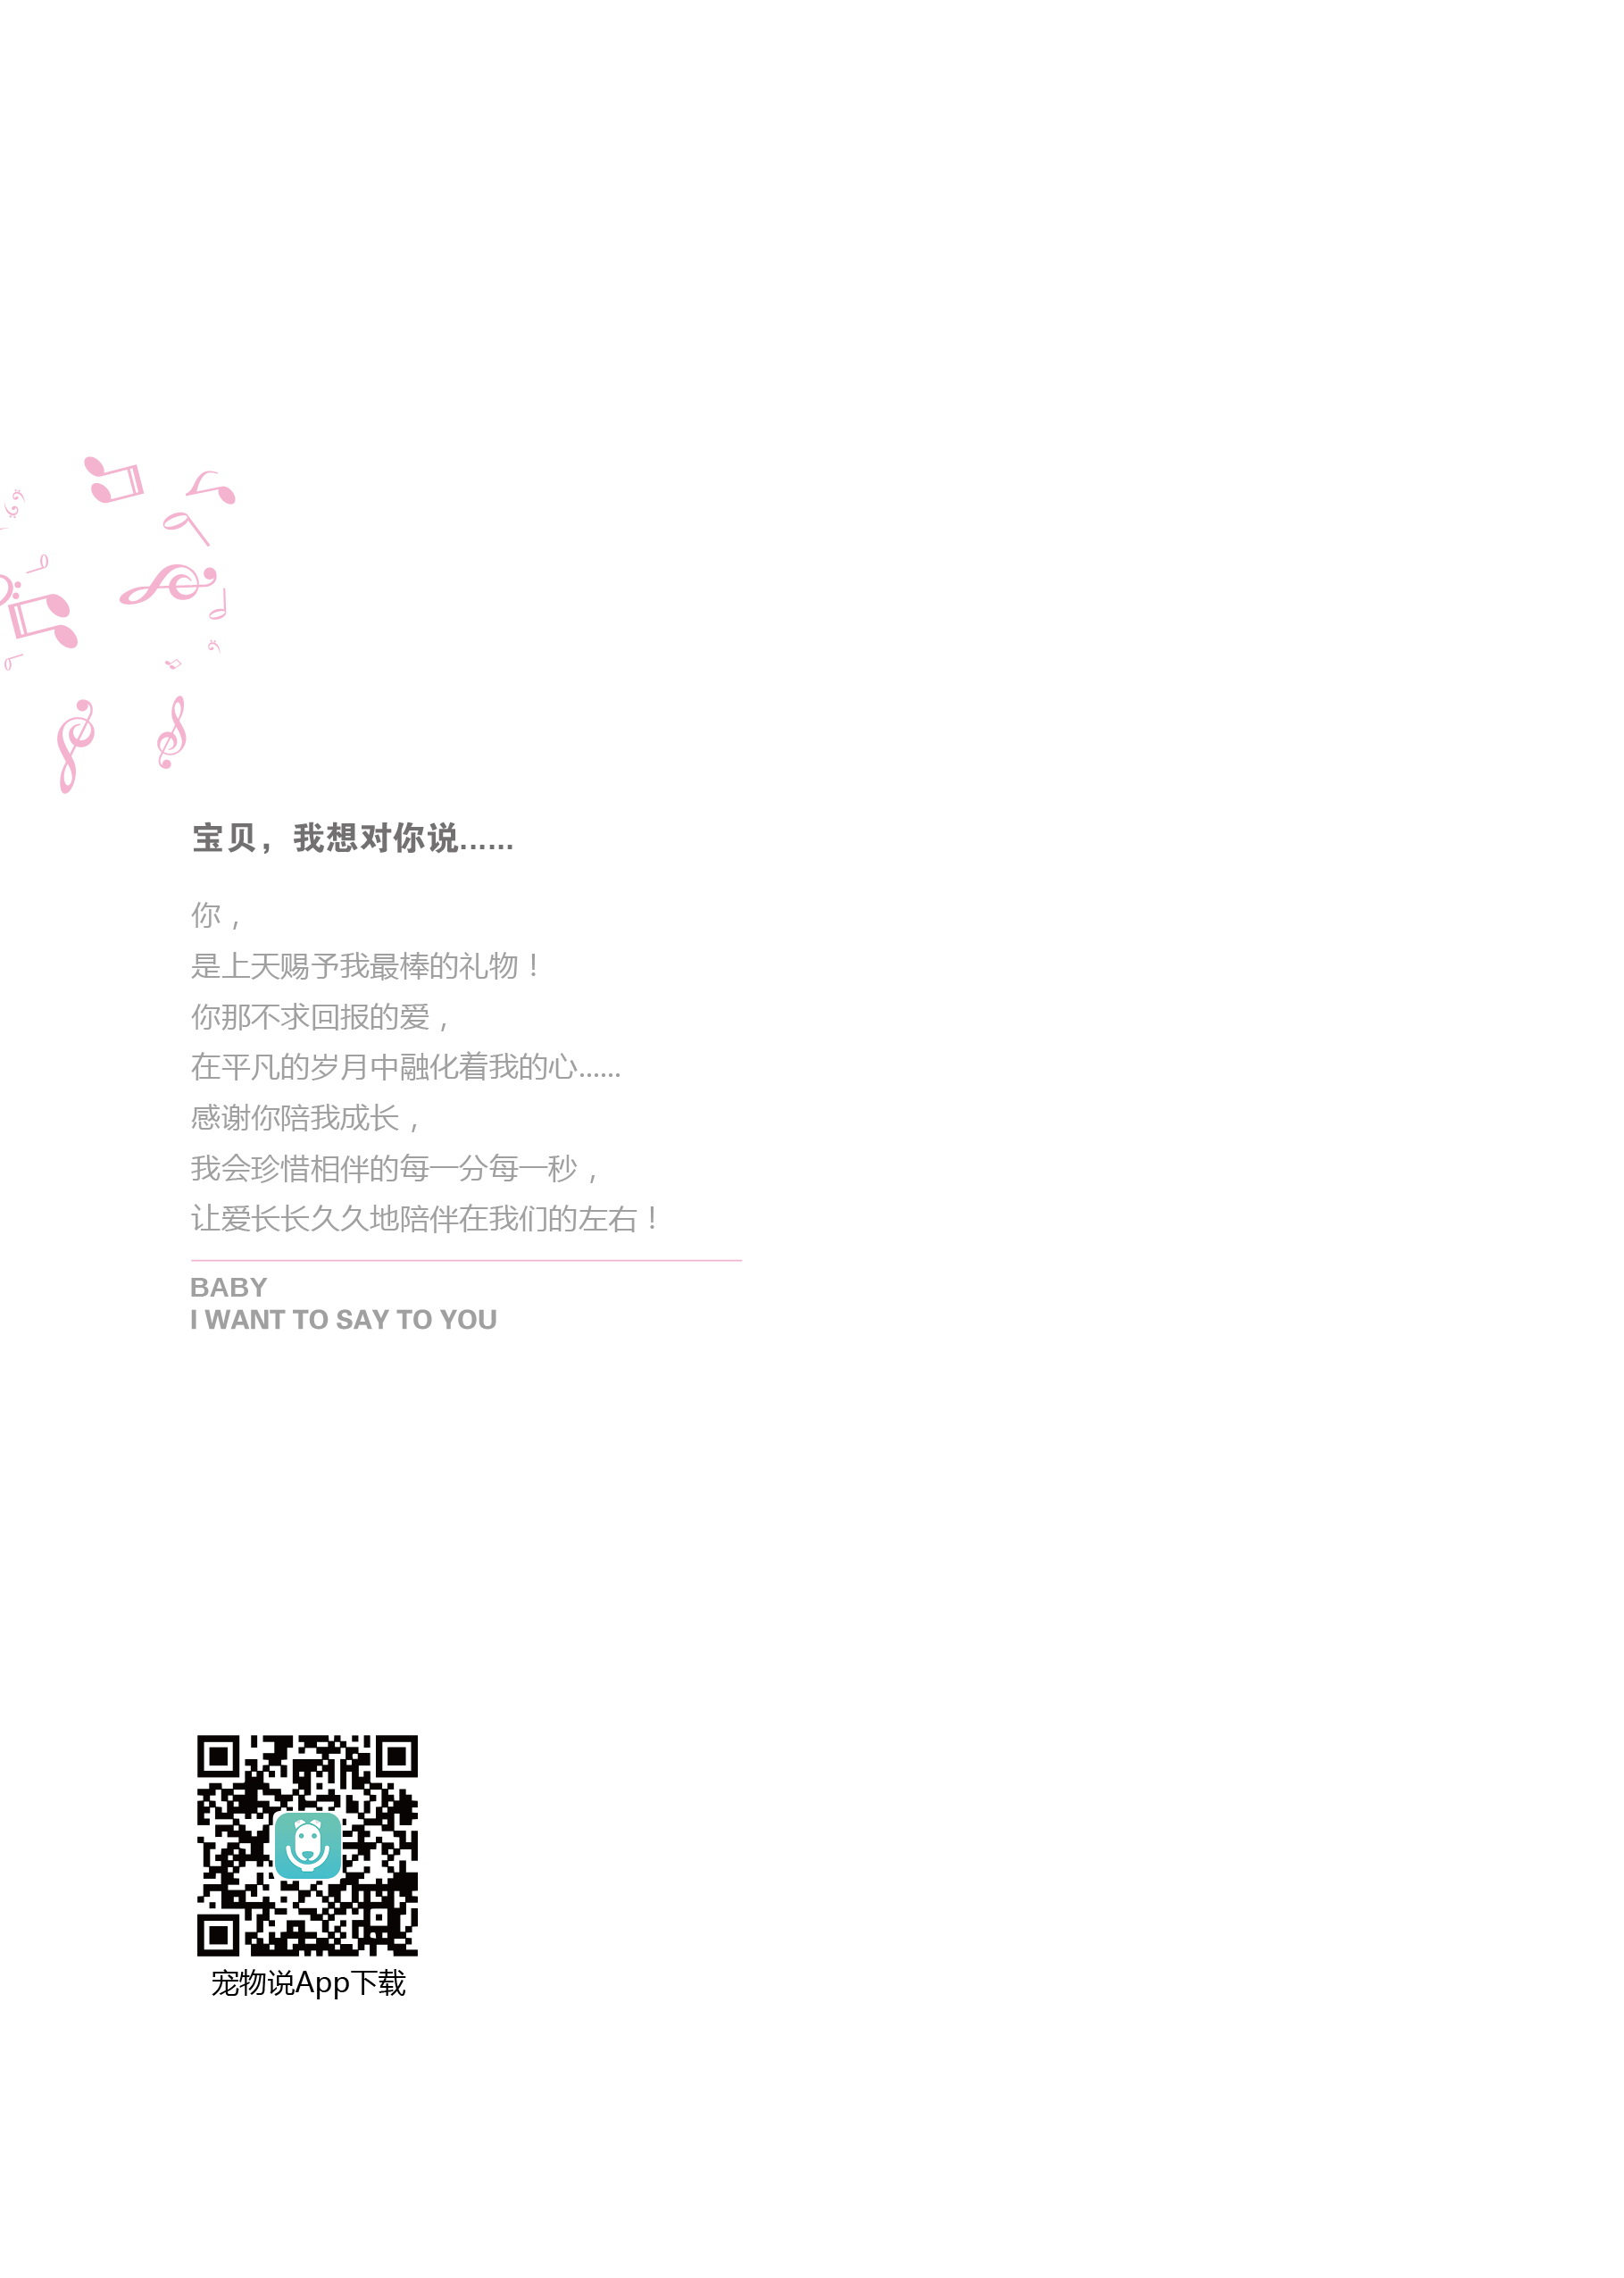 宝贝，我想对你说......
你，
是上天赐予我最棒的礼物！
你那不求回报的爱，
在平凡的岁月中融化着我的心......
感谢你陪我成长，
我会珍惜相伴的每一分每一秒，
让爱长长久久地陪伴在我们的左右！
BABY
I WANT TO SAY TO YOU
宠物说App下载